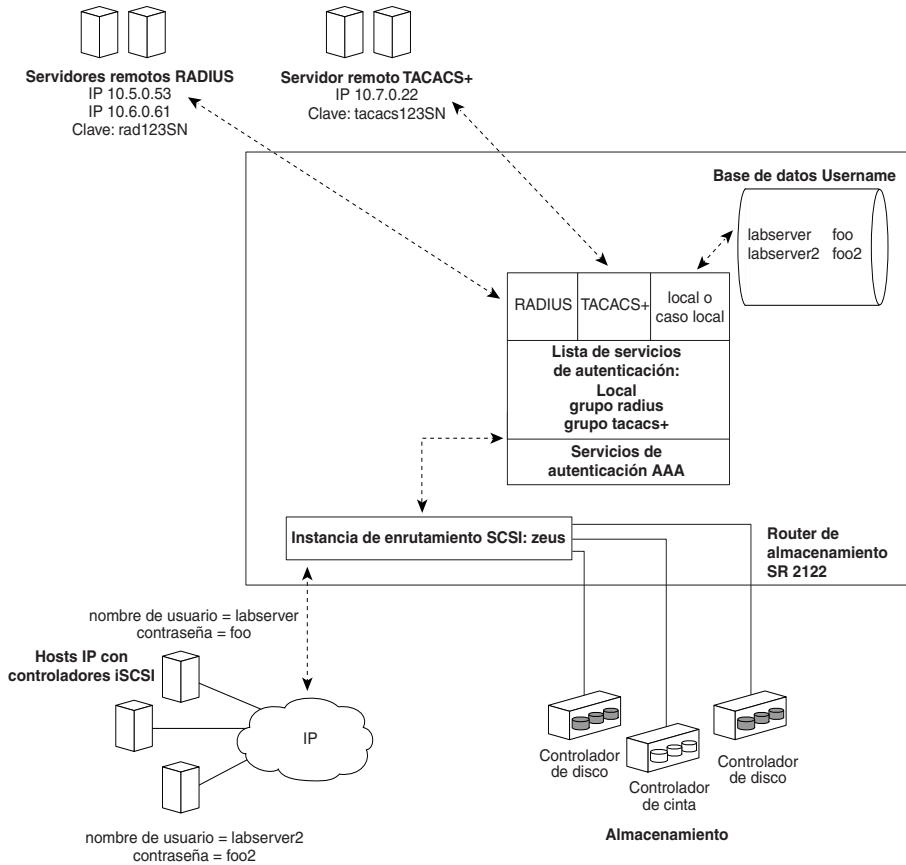 Servidores remotos RADIUS
IP 10.5.0.53
IP 10.6.0.61
Clave: rad123SN
Servidor remoto TACACS+
IP 10.7.0.22
Clave: tacacs123SN
Base de datos Username
labserver foo
labserver2 foo2
RADIUS
TACACS+
local o
caso local
Lista de servicios
de autenticación:
Local
grupo radius
grupo tacacs+
Servicios de
autenticación AAA
Instancia de enrutamiento SCSI: zeus
Router de
almacenamiento
SR 2122
nombre de usuario = labserver
contraseña = foo
Hosts IP con
controladores iSCSI
IP
nombre de usuario = labserver2
contraseña = foo2
Controlador
de disco
Controlador
de cinta
Controlador
de disco
Almacenamiento